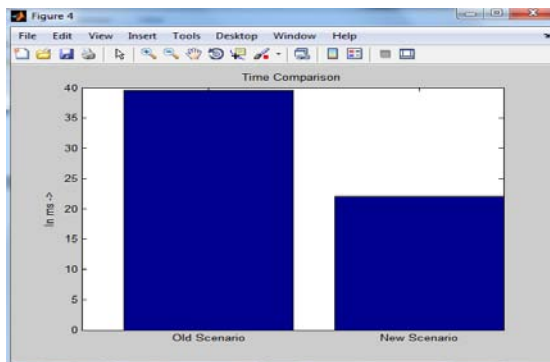 Figure 4
File Edit View Insert Tools Desktop Window Help
Time Comparison
40
35
30
25
20
15
10
5
0
In ms ->
Old Scenario New Scenario